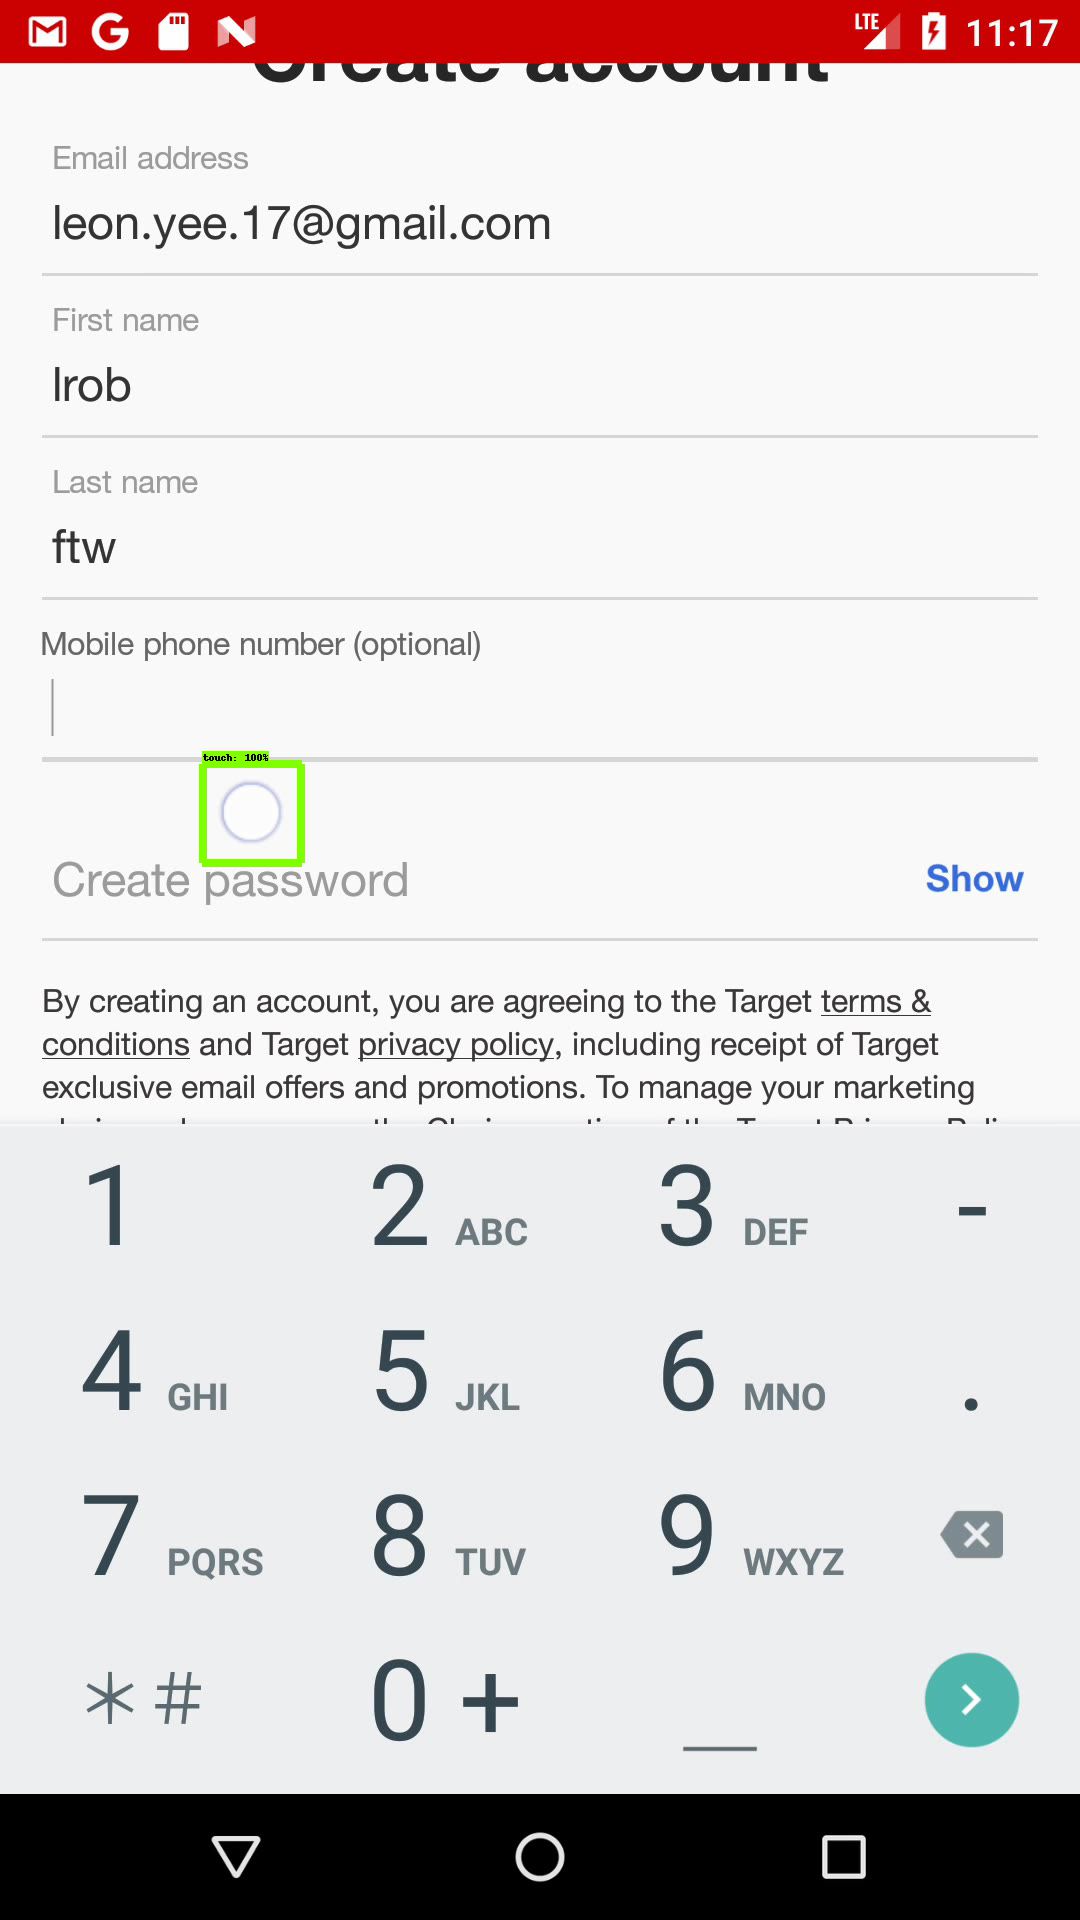 LTE 11:17
Create account
Email address
leon.yee.17@gmail.com
First name
lrob
Last name
ftw
Mobile phone number (optional)
touch: 100%
Create password Show
By creating an account, you are agreeing to the Target terms &
conditions and Target privacy policy, including receipt of Target
exclusive email offers and promotions. To manage your marketing
1 2 ABC 3 DEF -
4 GHI 5 JKL 6 MNO .
7 PQRS 8 TUV 9 WXYZ
*# 0 +